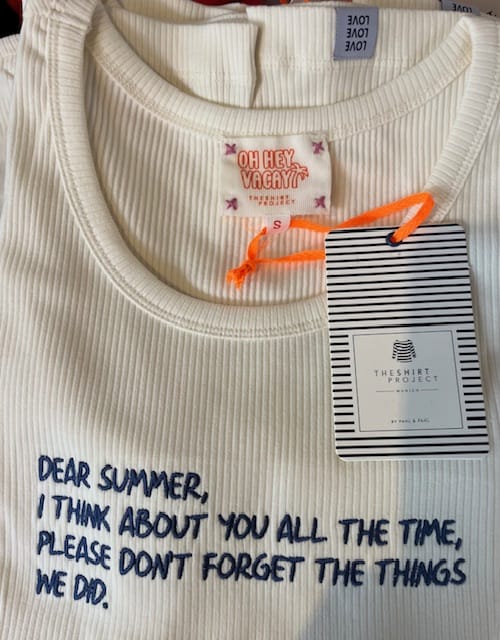 LOVE
LOVE
LOVE
OH HEY,
VACAY!
THESHIRT
PROJECT
S
THESHIRT
PROJECT
MUNICH
BY PAUL & PAUL
DEAR SUMMER,
I THINK ABOUT YOU ALL THE TIME,
PLEASE DON'T FORGET THE THINGS
WE DID.